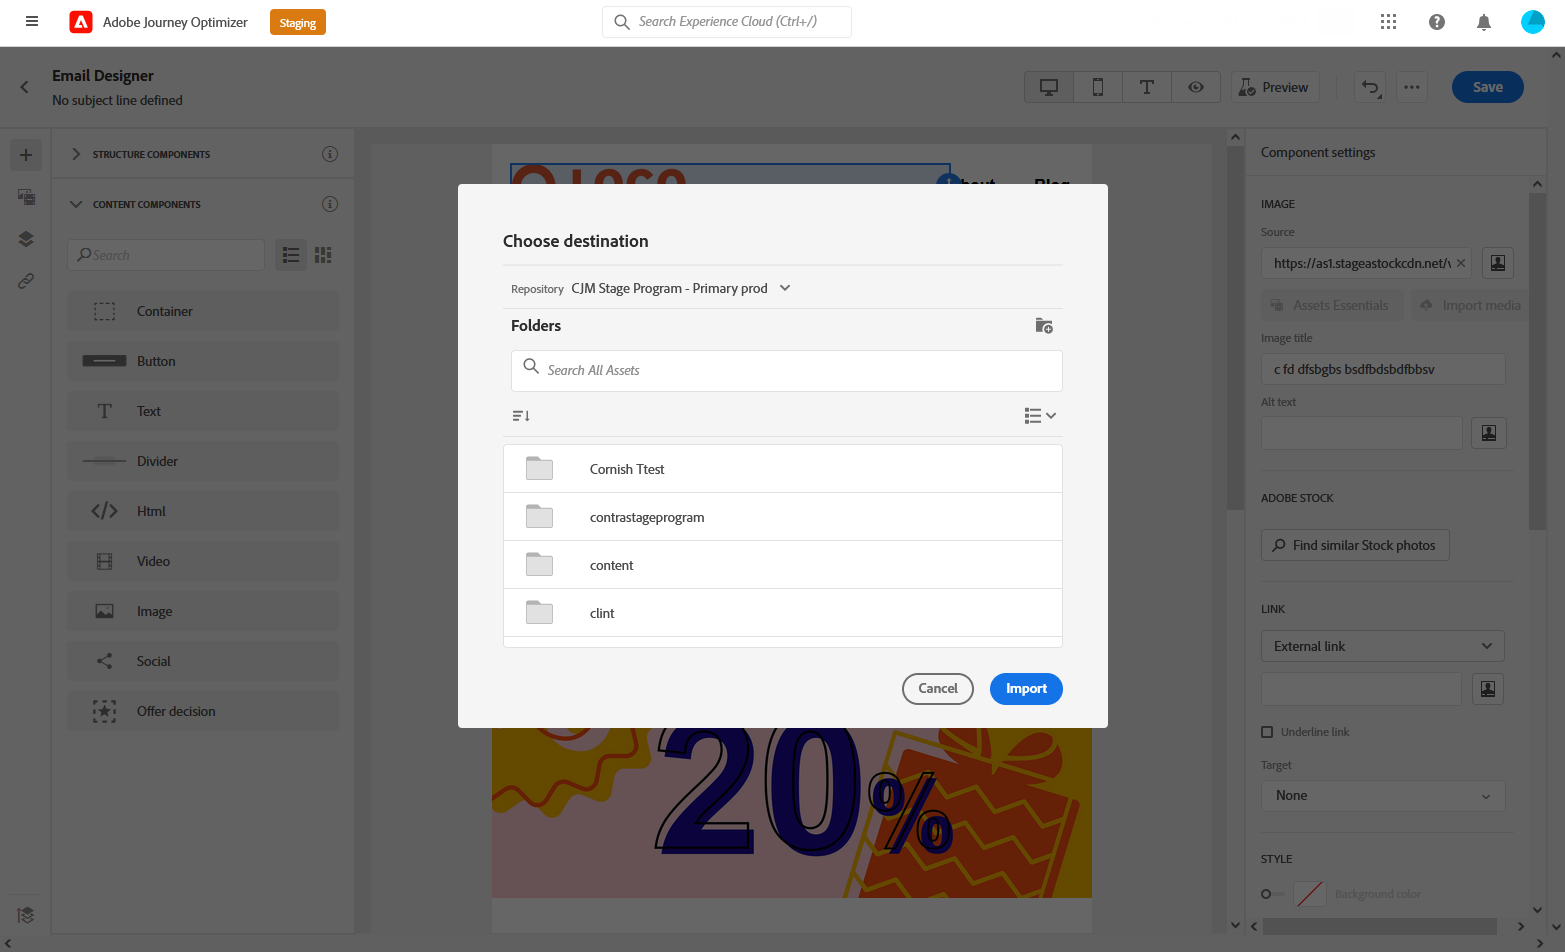 Adobe Journey Optimizer
Staging
Search Experience Cloud (Ctrl+/)
Email Designer
No subject line defined
Preview
Save
STRUCTURE COMPONENTS
CONTENT COMPONENTS
Search
Container
Button
Text
Divider
Html
Video
Image
Social
Offer decision
LOGO
bout
Blog
Choose destination
Repository CJM Stage Program - Primary prod
Folders
Search All Assets
Cornish Ttest
contrastageprogram
content
clint
Cancel
Import
20%
Component settings
IMAGE
Source
https://as1.stageastockcdn.net/v
Assets Essentials
Import media
Image title
c fd dfsbgbs bsdfbdsbdfbbsv
Alt text
ADOBE STOCK
Find similar Stock photos
LINK
External link
Underline link
Target
None
STYLE
Background color